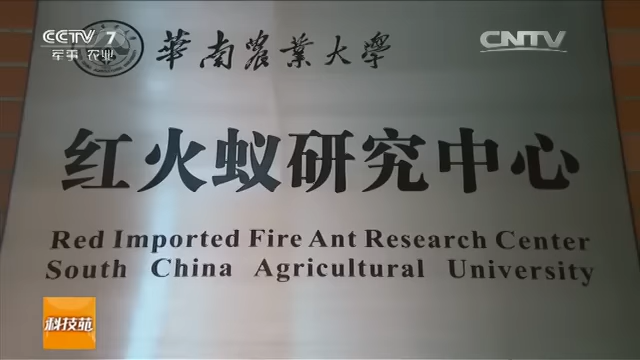 CCTV 7
军事 农业
CNTV
華南农業大學
红火蚁研究中心
Red Imported Fire Ant Research Center
South China Agricultural University
科技苑